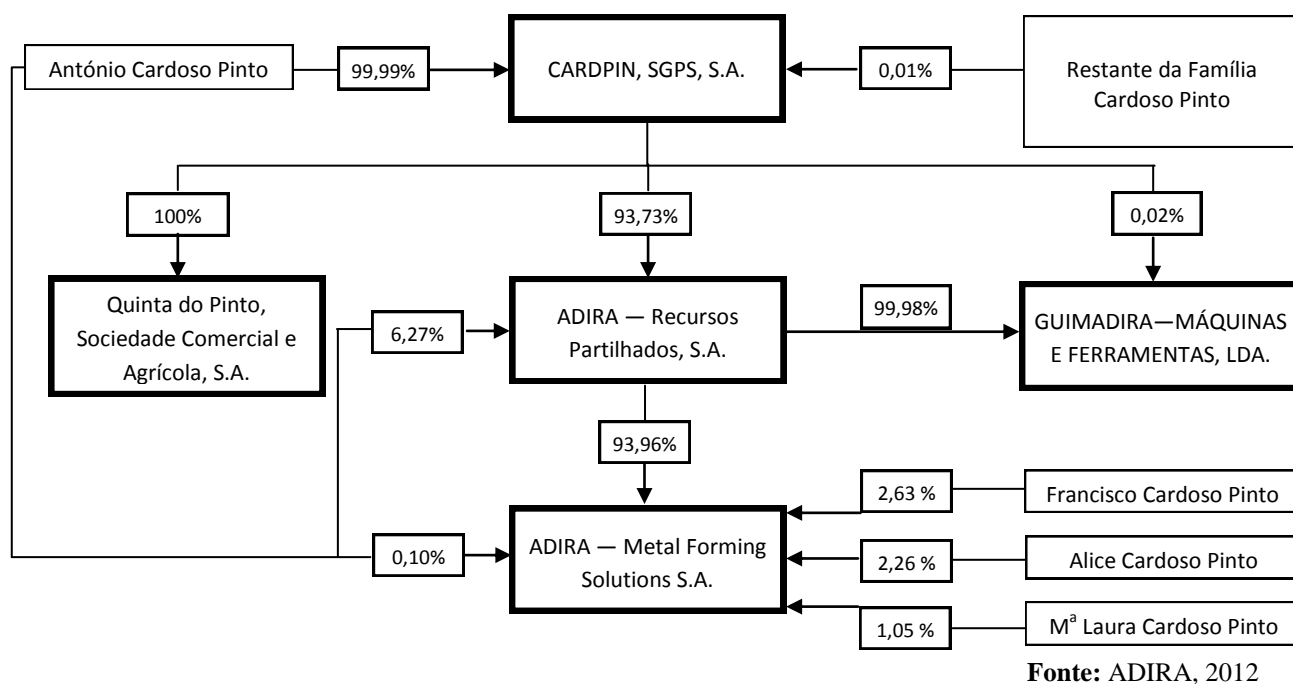 António Cardoso Pinto
99,99%
CARDPIN, SGPS, S.A.
0,01%
Restante da Família
Cardoso Pinto
100%
93,73%
0,02%
Quinta do Pinto,
Sociedade Comercial e
Agrícola, S.A.
6,27%
ADIRA — Recursos
Partilhados, S.A.
99,98%
GUIMADIRA—MÁQUINAS
E FERRAMENTAS, LDA.
93,96%
0,10%
ADIRA — Metal Forming
Solutions S.A.
2,63 %
Francisco Cardoso Pinto
2,26 %
Alice Cardoso Pinto
1,05 %
Mª Laura Cardoso Pinto
Fonte: ADIRA, 2012